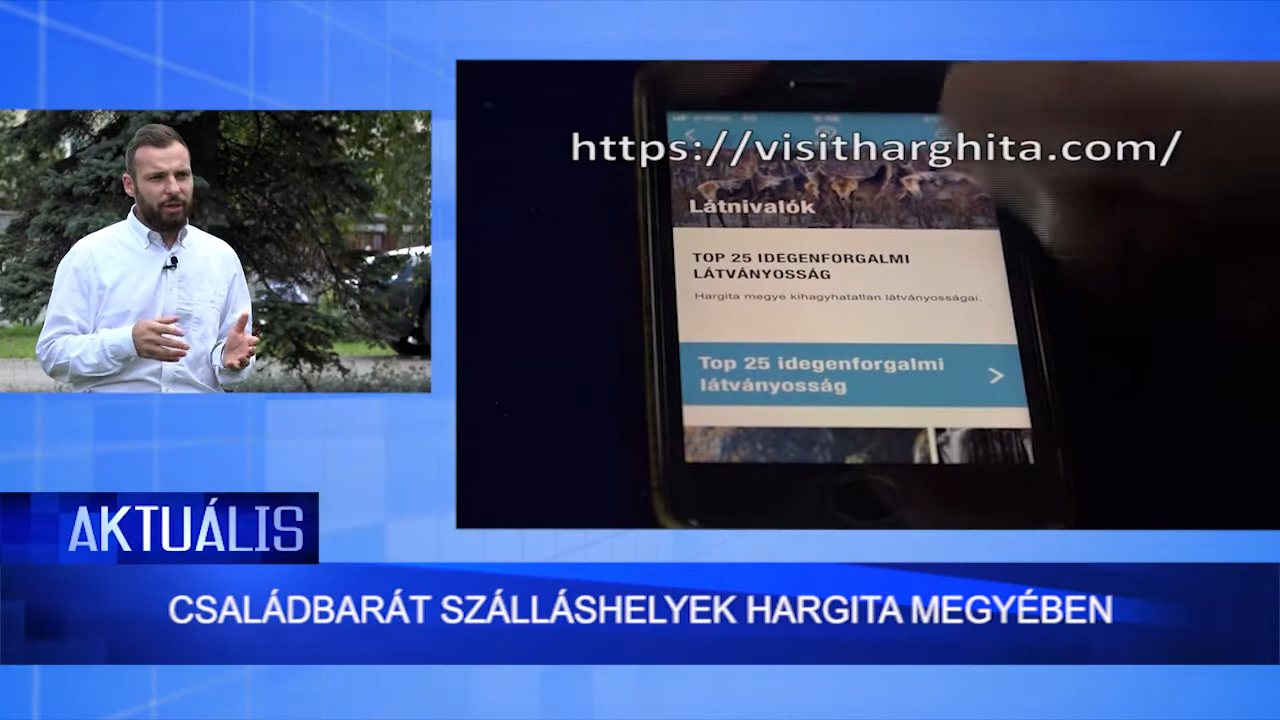 https://visitharghita.com/
Látnivalók
TOP 25 IDEGENFORGALMI
LÁTVÁNYOSSÁG
Hargita megye kihagyhatatlan látványosságai.
Top 25 idegenforgalmi
látványosság
AKTUÁLIS
CSALÁDBARÁT SZÁLLÁSHELYEK HARGITA MEGYÉBEN